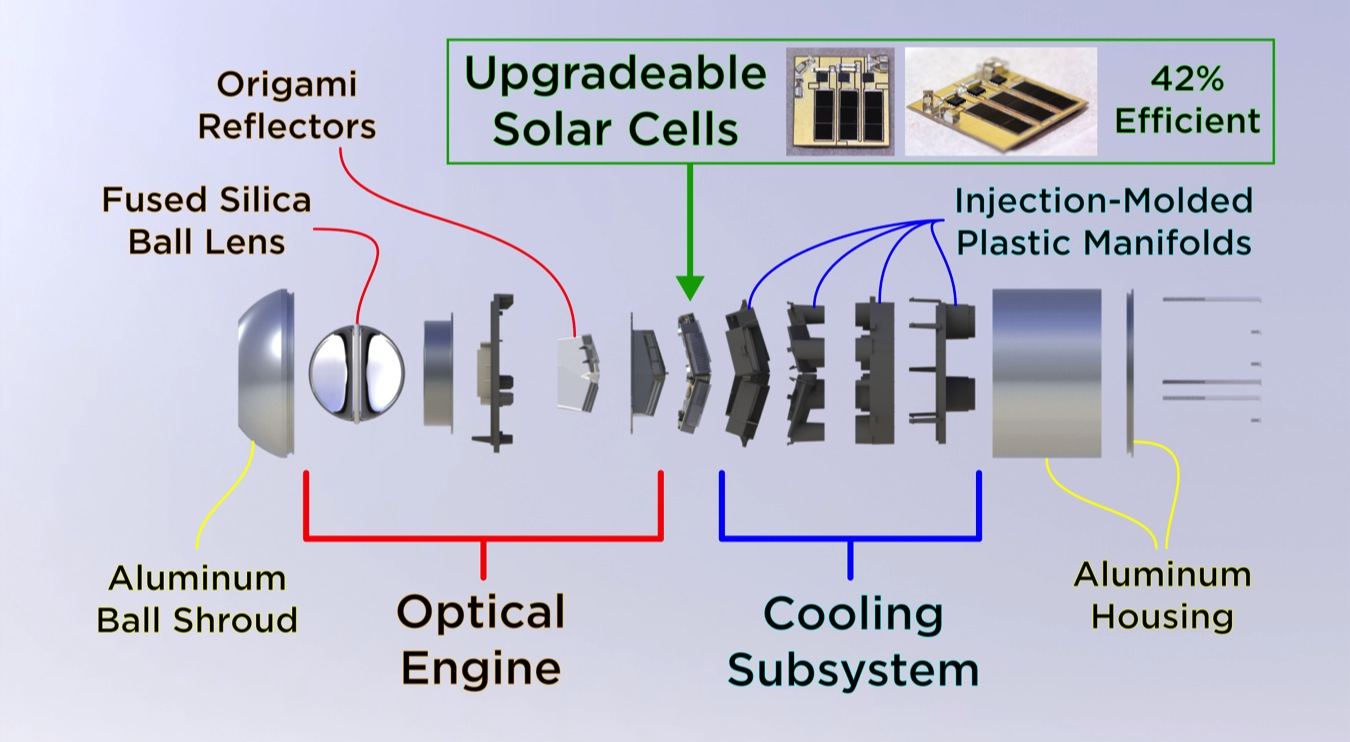 Origami
Reflectors
Upgradeable
Solar Cells
42%
Efficient
Fused Silica
Ball Lens
Injection-Molded
Plastic Manifolds
Aluminum
Ball Shroud
Optical
Engine
Cooling
Subsystem
Aluminum
Housing